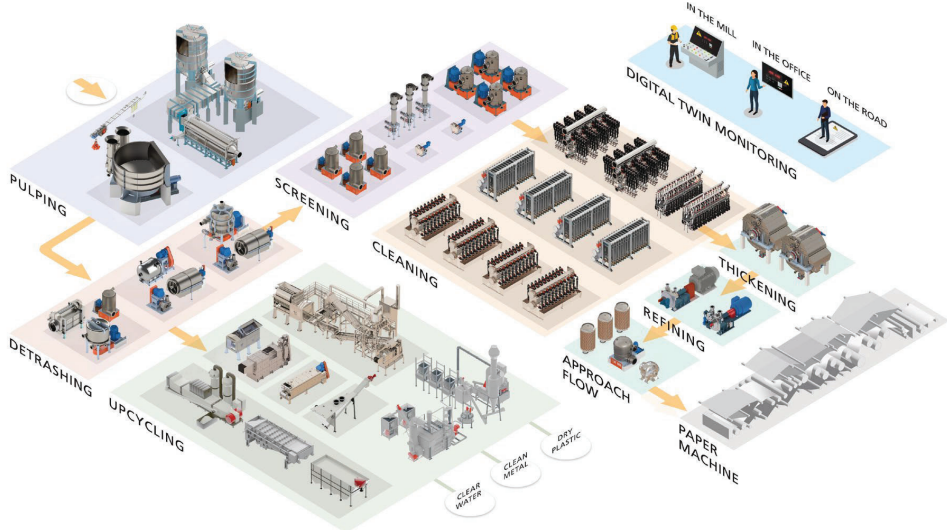 IN THE MILL
IN THE OFFICE
ON THE ROAD
DIGITAL TWIN MONITORING
PULPING
SCREENING
CLEANING
THICKENING
REFINING
DETRASHING
APPROACH
FLOW
UPCYCLING
PAPER
MACHINE
DRY
PLASTIC
CLEAN
METAL
CLEAR
WATER